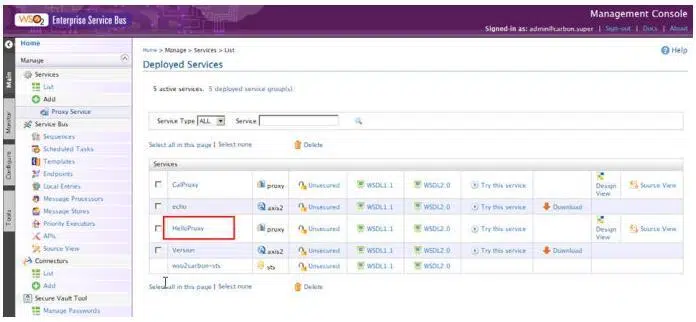 WSO2 Enterprise Service Bus
Management Console
Signed-in as: admin@carbon.super | Sign-out | Docs | About
Home
Manage
Services
List
Add
Proxy Service
Service Bus
Sequences
Scheduled Tasks
Templates
Endpoints
Local Entries
Message Processors
Message Stores
Priority Executors
APIs
Source View
Connectors
List
Add
Secure Vault Tool
Manage Passwords
Main
Monitor
Configure
Tools
Home > Manage > Services > List
Help
Deployed Services
5 active services. 5 deployed service group(s).
Service Type ALL Service
Select all in this page | Select none Delete
Services
CalProxy proxy Unsecured WSDL1.1 WSDL2.0 Try this service Design View Source View
echo axis2 Unsecured WSDL1.1 WSDL2.0 Try this service Download
HelloProxy proxy Unsecured WSDL1.1 WSDL2.0 Try this service Design View Source View
Version axis2 Unsecured WSDL1.1 WSDL2.0 Try this service Download
wso2carbon-sts sts Unsecured WSDL1.1 WSDL2.0 Try this service
Select all in this page | Select none Delete